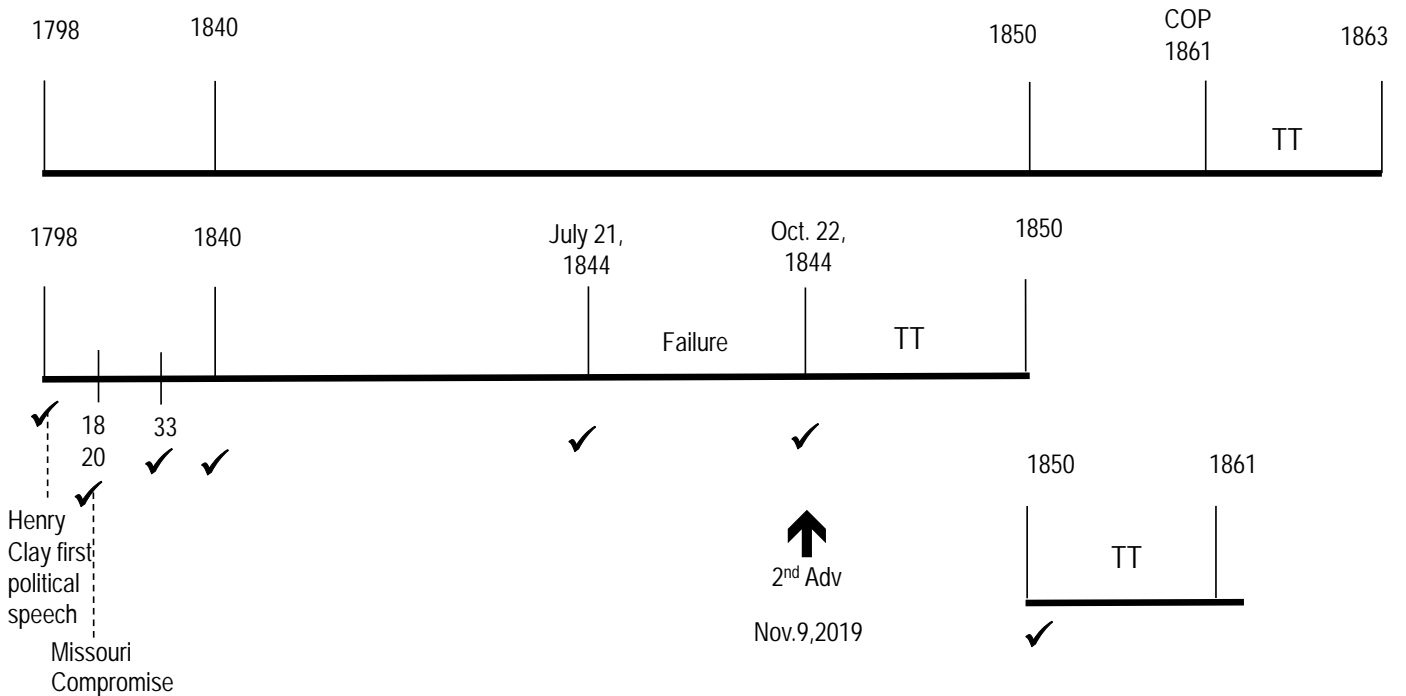 1798
1840
1850
COP
1861
1863
TT
1798
1840
July 21,
1844
Oct. 22,
1844
1850
Failure
TT
18
20
33
1850
1861
Henry
Clay first
political
speech
TT
2nd Adv
Nov.9,2019
Missouri
Compromise